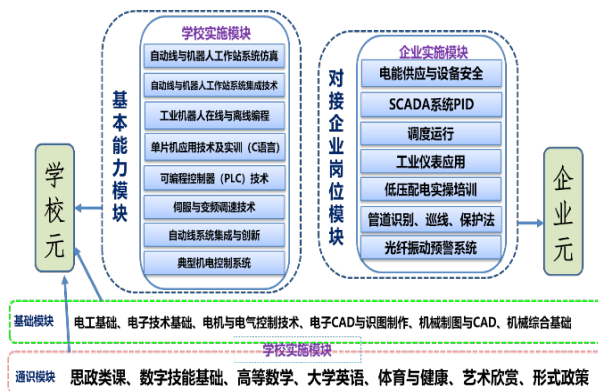 学校实施模块
自动线与机器人工作站系统仿真
自动线与机器人工作站系统集成技术
工业机器人在线与离线编程
单片机应用技术及实训（C语言）
可编程控制器（PLC）技术
伺服与变频调速技术
自动线系统集成与创新
典型机电控制系统
基本能力模块
学校元
企业实施模块
电能供应与设备安全
SCADA系统PID
调度运行
工业仪表应用
低压配电实操培训
管道识别、巡线、保护法
光纤振动预警系统
对接企业岗位模块
企业元
基础模块
电工基础、电子技术基础、电机与电气控制技术、电子CAD与识图制作、机械制图与CAD、机械综合基础
学校实施模块
通识模块
思政类课、数字技能基础、高等数学、大学英语、体育与健康、艺术欣赏、形式政策